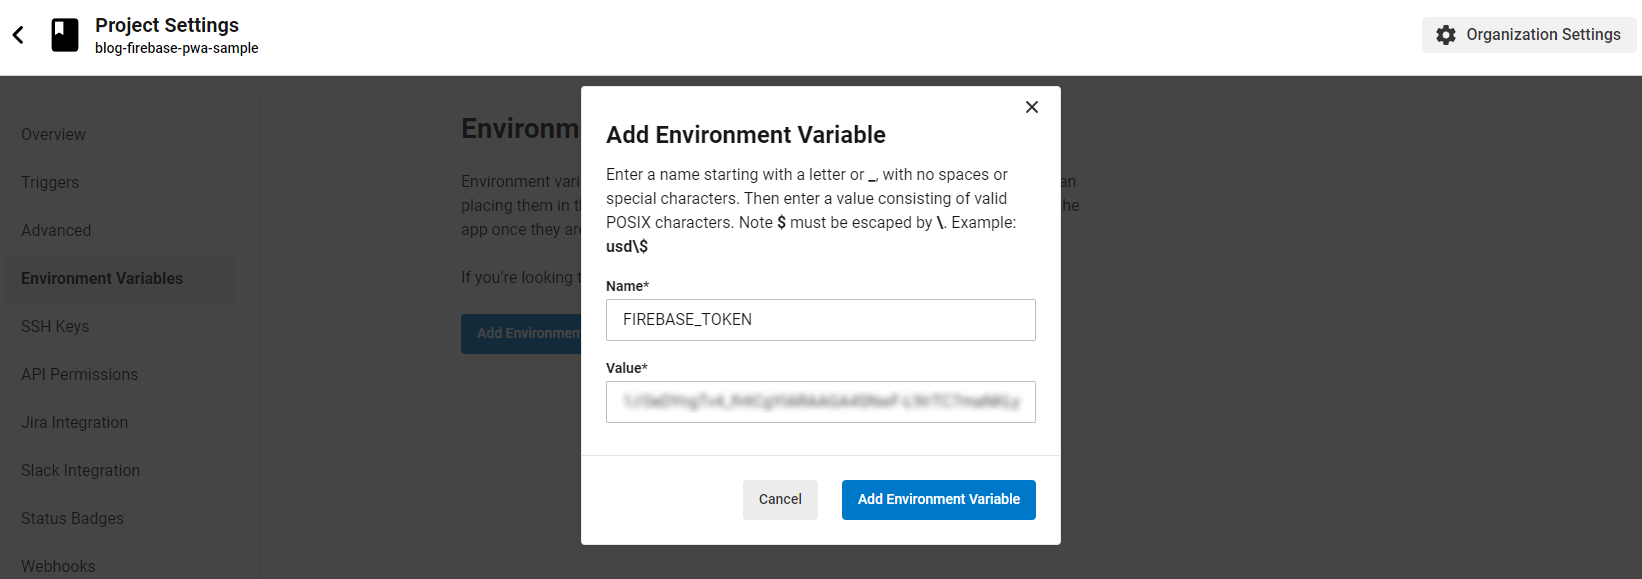 Project Settings
blog-firebase-pwa-sample
Organization Settings
Overview
Triggers
Advanced
Environment Variables
SSH Keys
API Permissions
Jira Integration
Slack Integration
Status Badges
Webhooks
Environm
Environment vari
an
placing them in t
he
app once they are
If you're looking t
Add Environmen
Add Environment Variable
Enter a name starting with a letter or _, with no spaces or
special characters. Then enter a value consisting of valid
POSIX characters. Note $ must be escaped by \. Example:
usd\$
Name*
FIREBASE_TOKEN
Value*
Cancel
Add Environment Variable